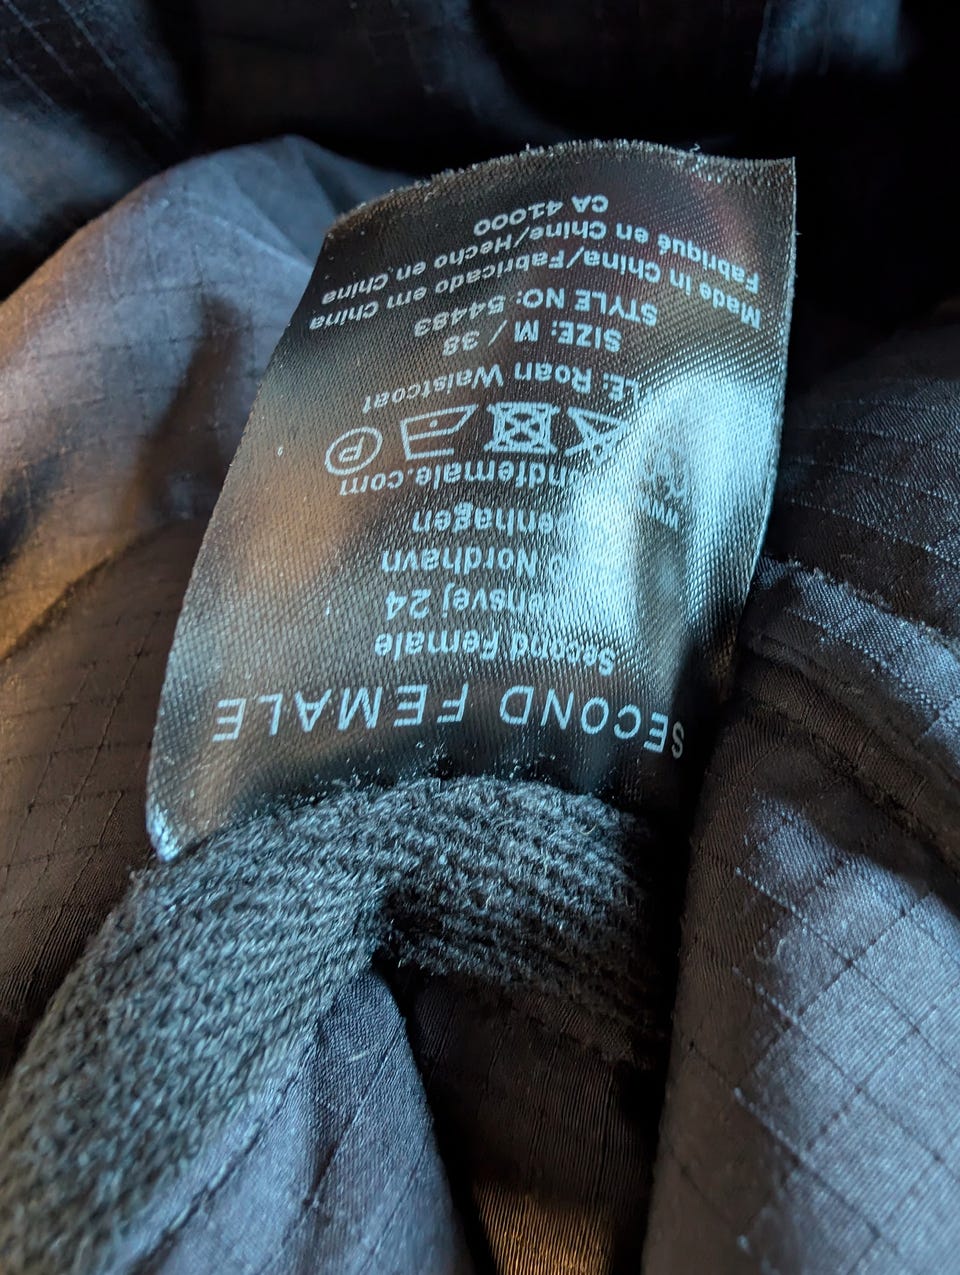 SECOND FEMALE
Second Female
24
Nordhavn
STYLE NO: 54483
SIZE: M / 38
Roan Waistcoat
Made in China/Fabricado em China
Fabriqué en Chine/Hecho en China
CA 41000